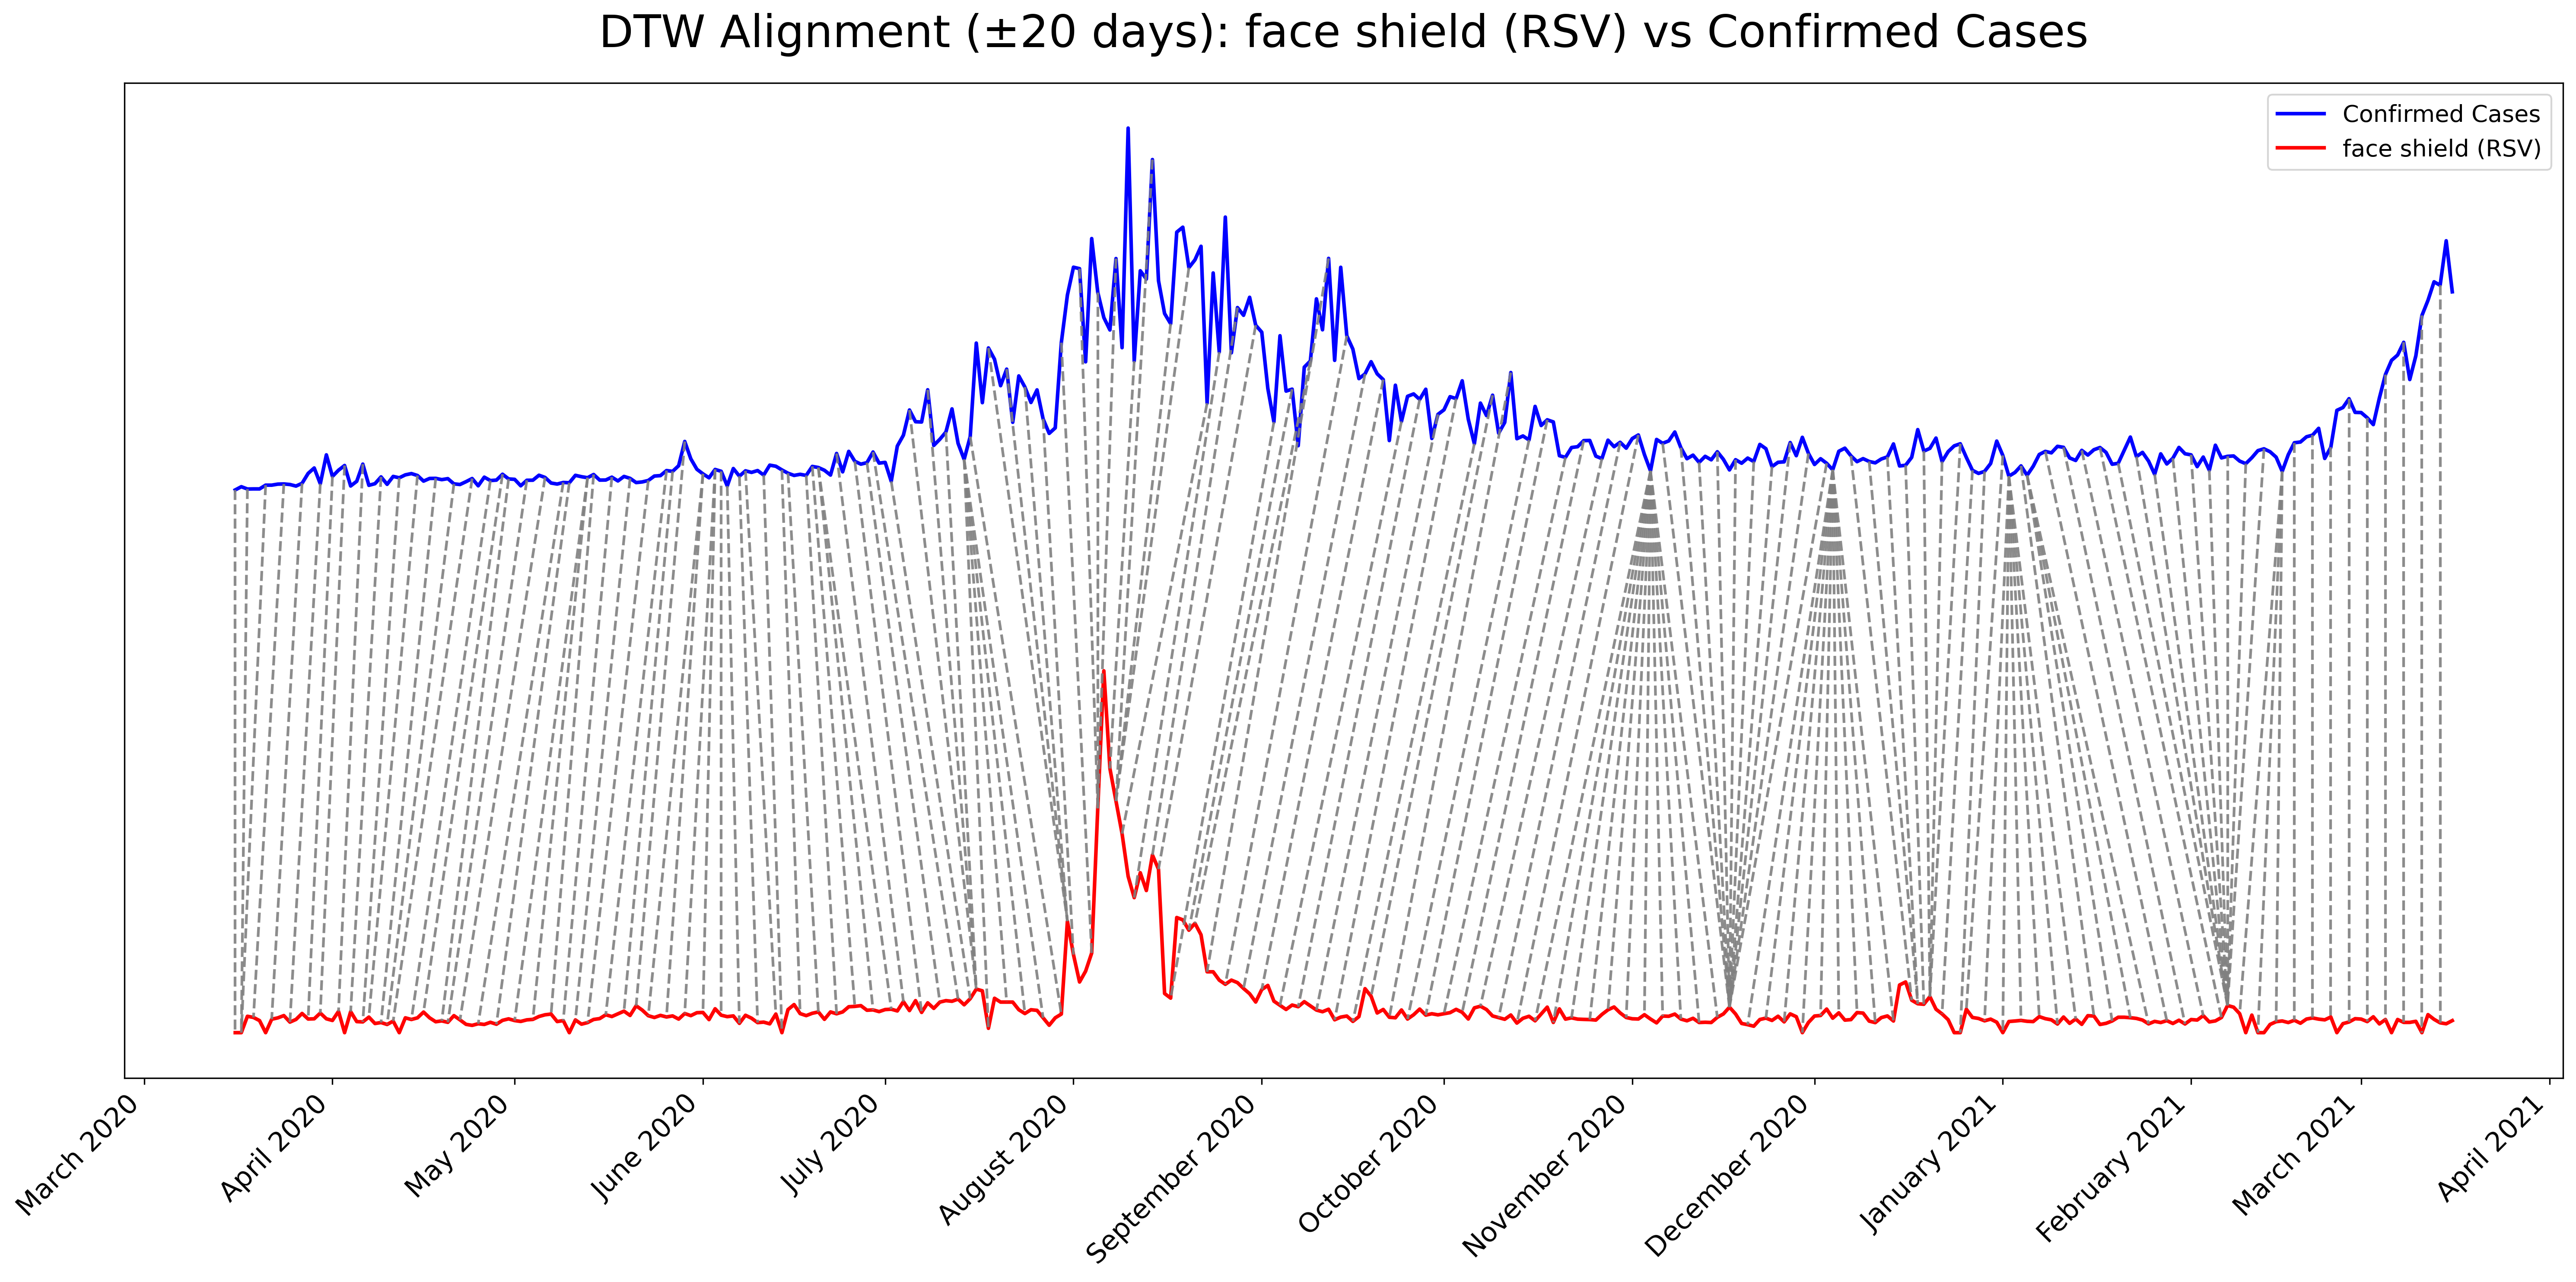 DTW Alignment (±20 days): face shield (RSV) vs Confirmed Cases
Confirmed Cases
face shield (RSV)
March 2020
April 2020
May 2020
June 2020
July 2020
August 2020
September 2020
October 2020
November 2020
December 2020
January 2021
February 2021
March 2021
April 2021